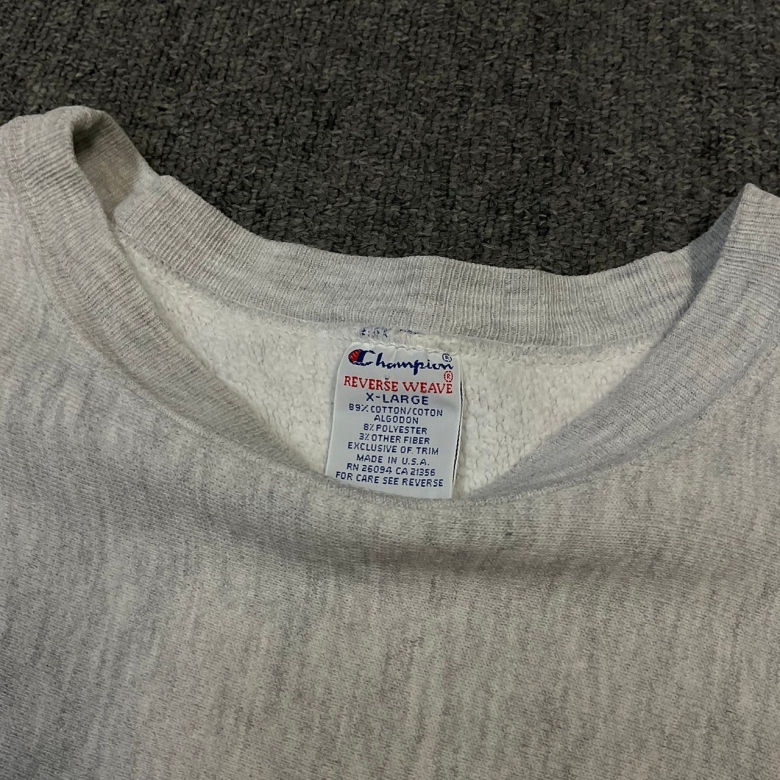 Champion®
REVERSE WEAVE®
X-LARGE
89% COTTON/COTON
ALGODON
8% POLYESTER
3% OTHER FIBER
EXCLUSIVE OF TRIM
MADE IN U.S.A.
RN 26094 CA 21356
FOR CARE SEE REVERSE